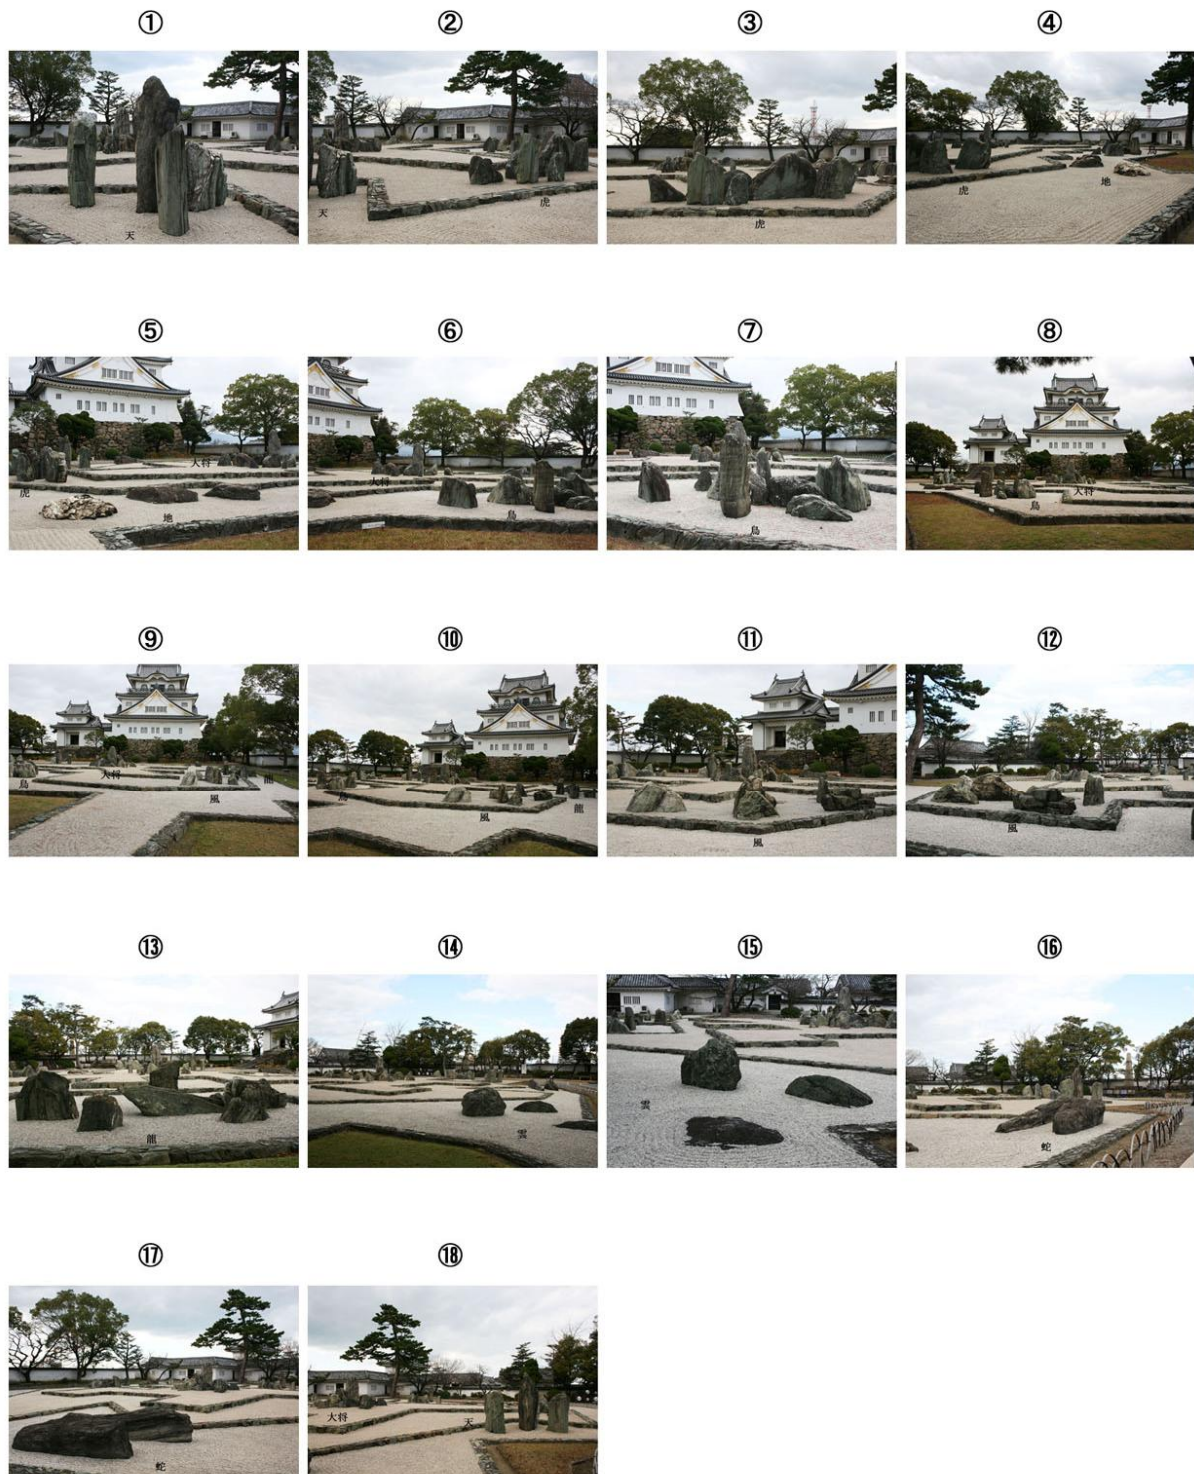 ① ② ③ ④
天
天 虎
虎
虎 地
⑤ ⑥ ⑦ ⑧
虎 地 大将
大将 鳥
鳥
鳥 大将
⑨ ⑩ ⑪ ⑫
鳥 大将 風
鳥 風 龍
風
風
⑬ ⑭ ⑮ ⑯
龍
雲
雲
蛇
⑰ ⑱
蛇
大将 天